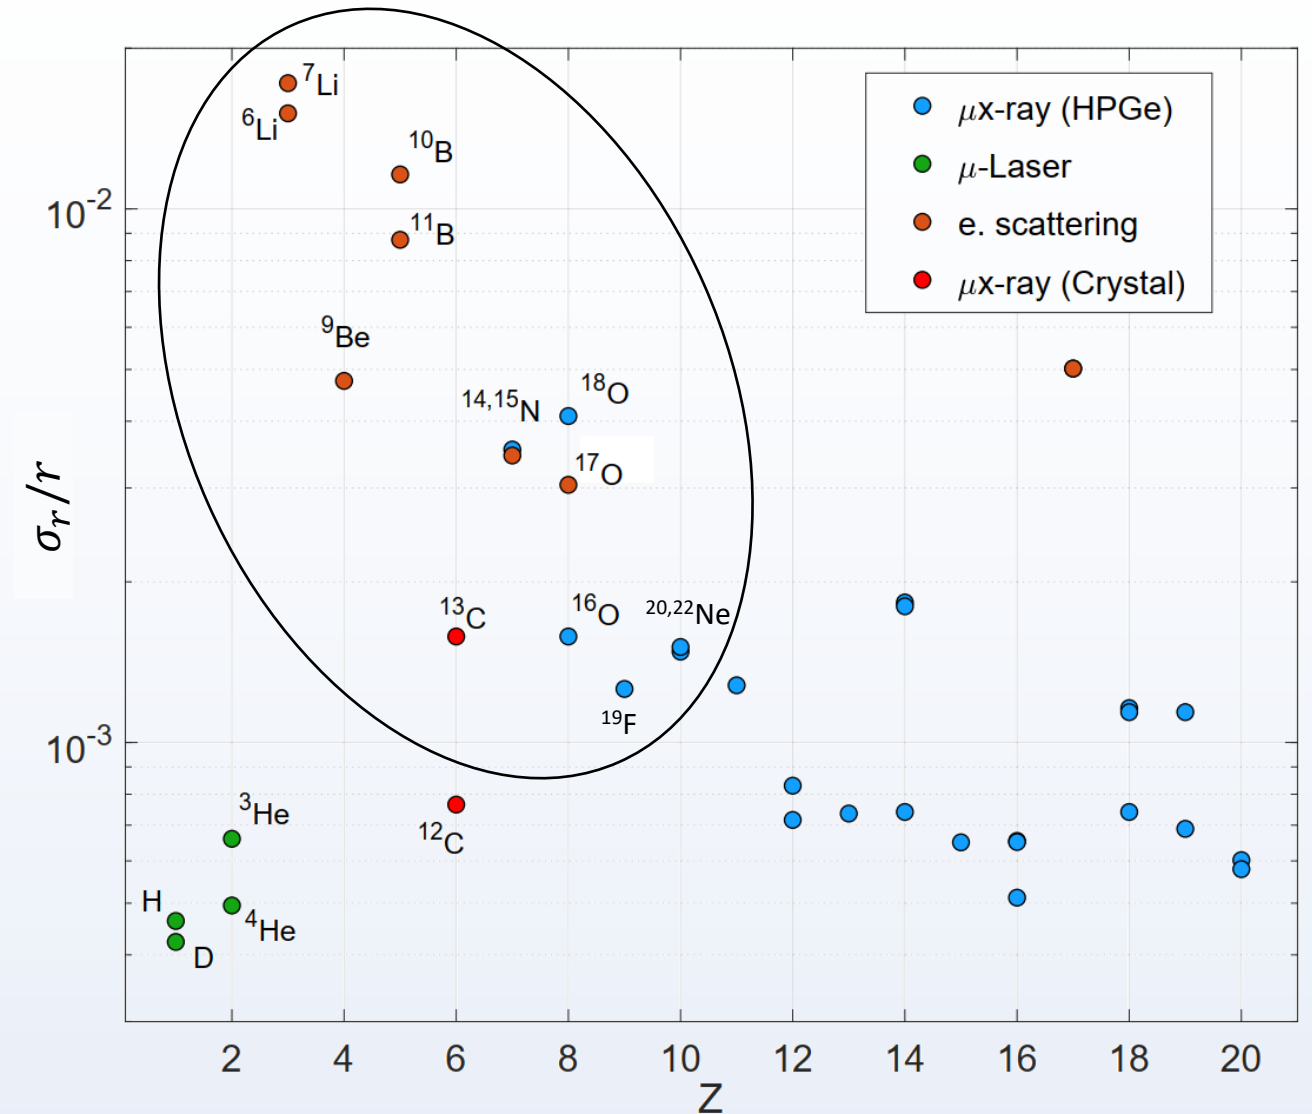 ⁷Li
⁶Li
¹⁰B
10⁻²
¹¹B
⁹Be
¹⁸O
¹⁴,¹⁵N
¹⁷O
σᵣ/r
¹³C
¹⁶O
²⁰,²²Ne
¹⁹F
10⁻³
³He
¹²C
H
⁴He
D
μx-ray (HPGe)
μ-Laser
e. scattering
μx-ray (Crystal)
2 4 6 8 10 12 14 16 18 20
Z